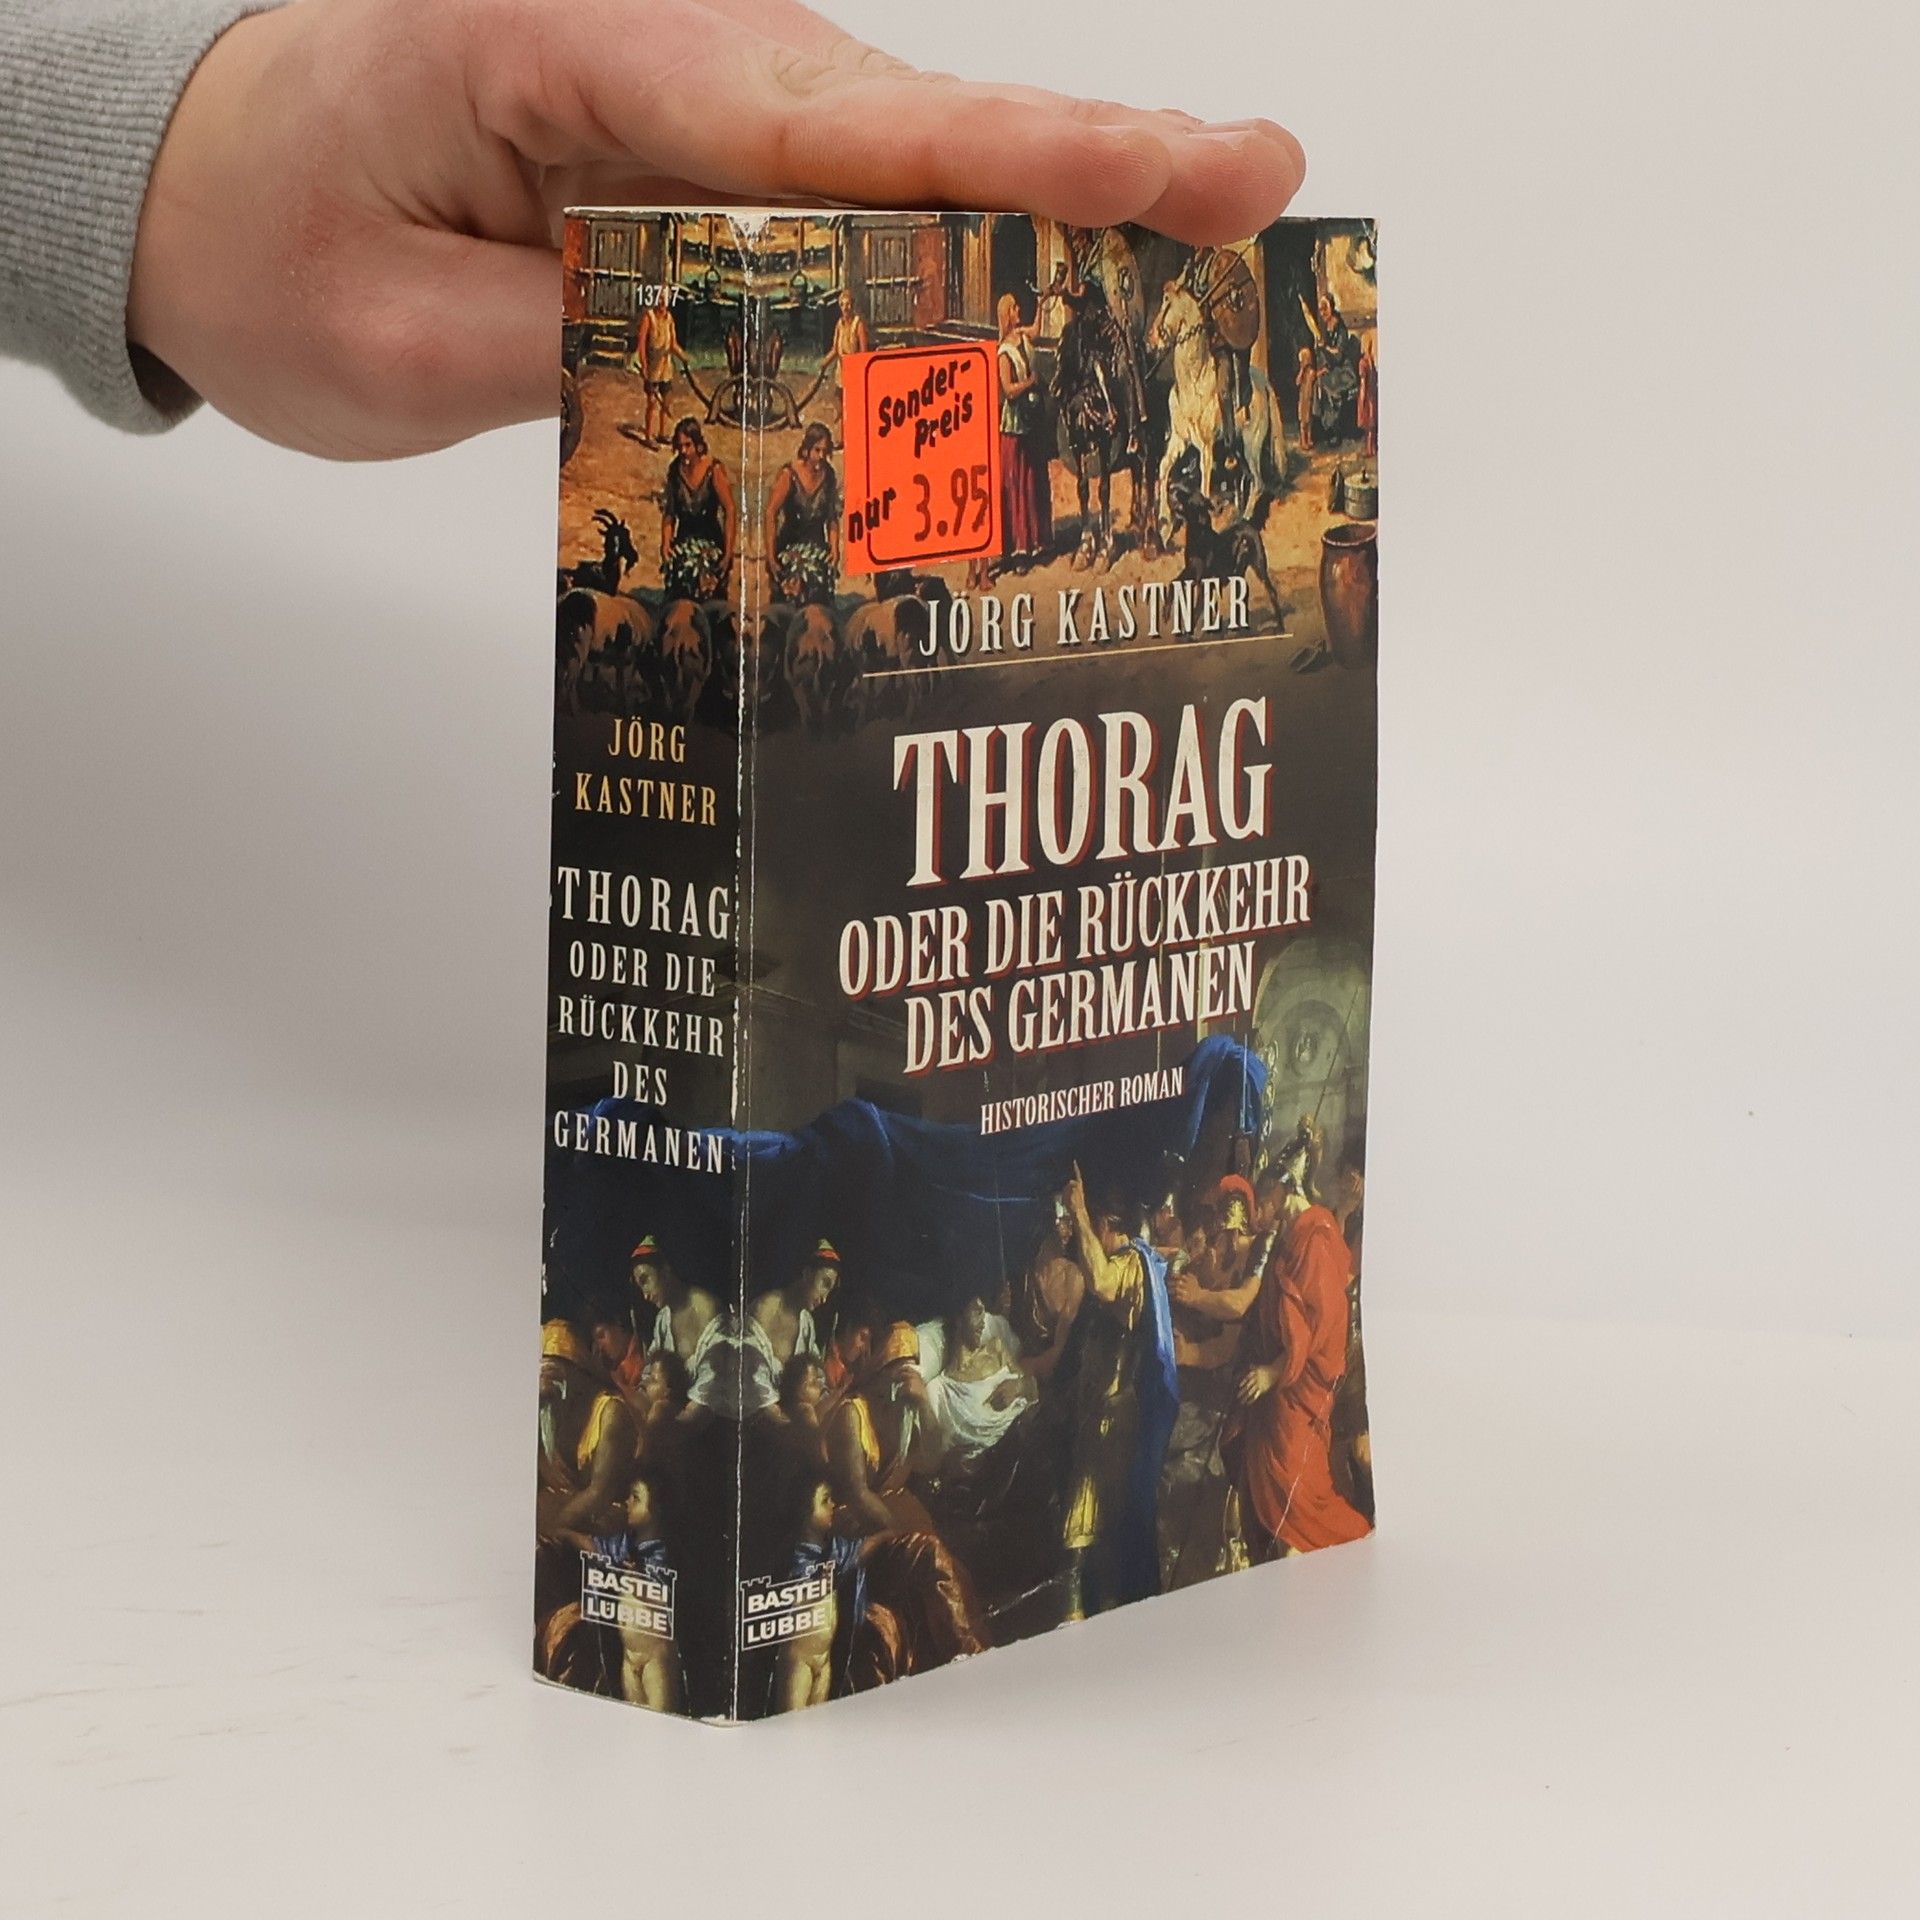 13717
JÖRG
KASTNER
THORAG
ODER DIE
RÜCKKEHR
DES
GERMANEN
BASTEI
LÜBBE
Sonder-
preis
nur 3.95
JÖRG KASTNER
THORAG
ODER DIE RÜCKKEHR
DES GERMANEN
HISTORISCHER ROMAN
BASTEI
LÜBBE